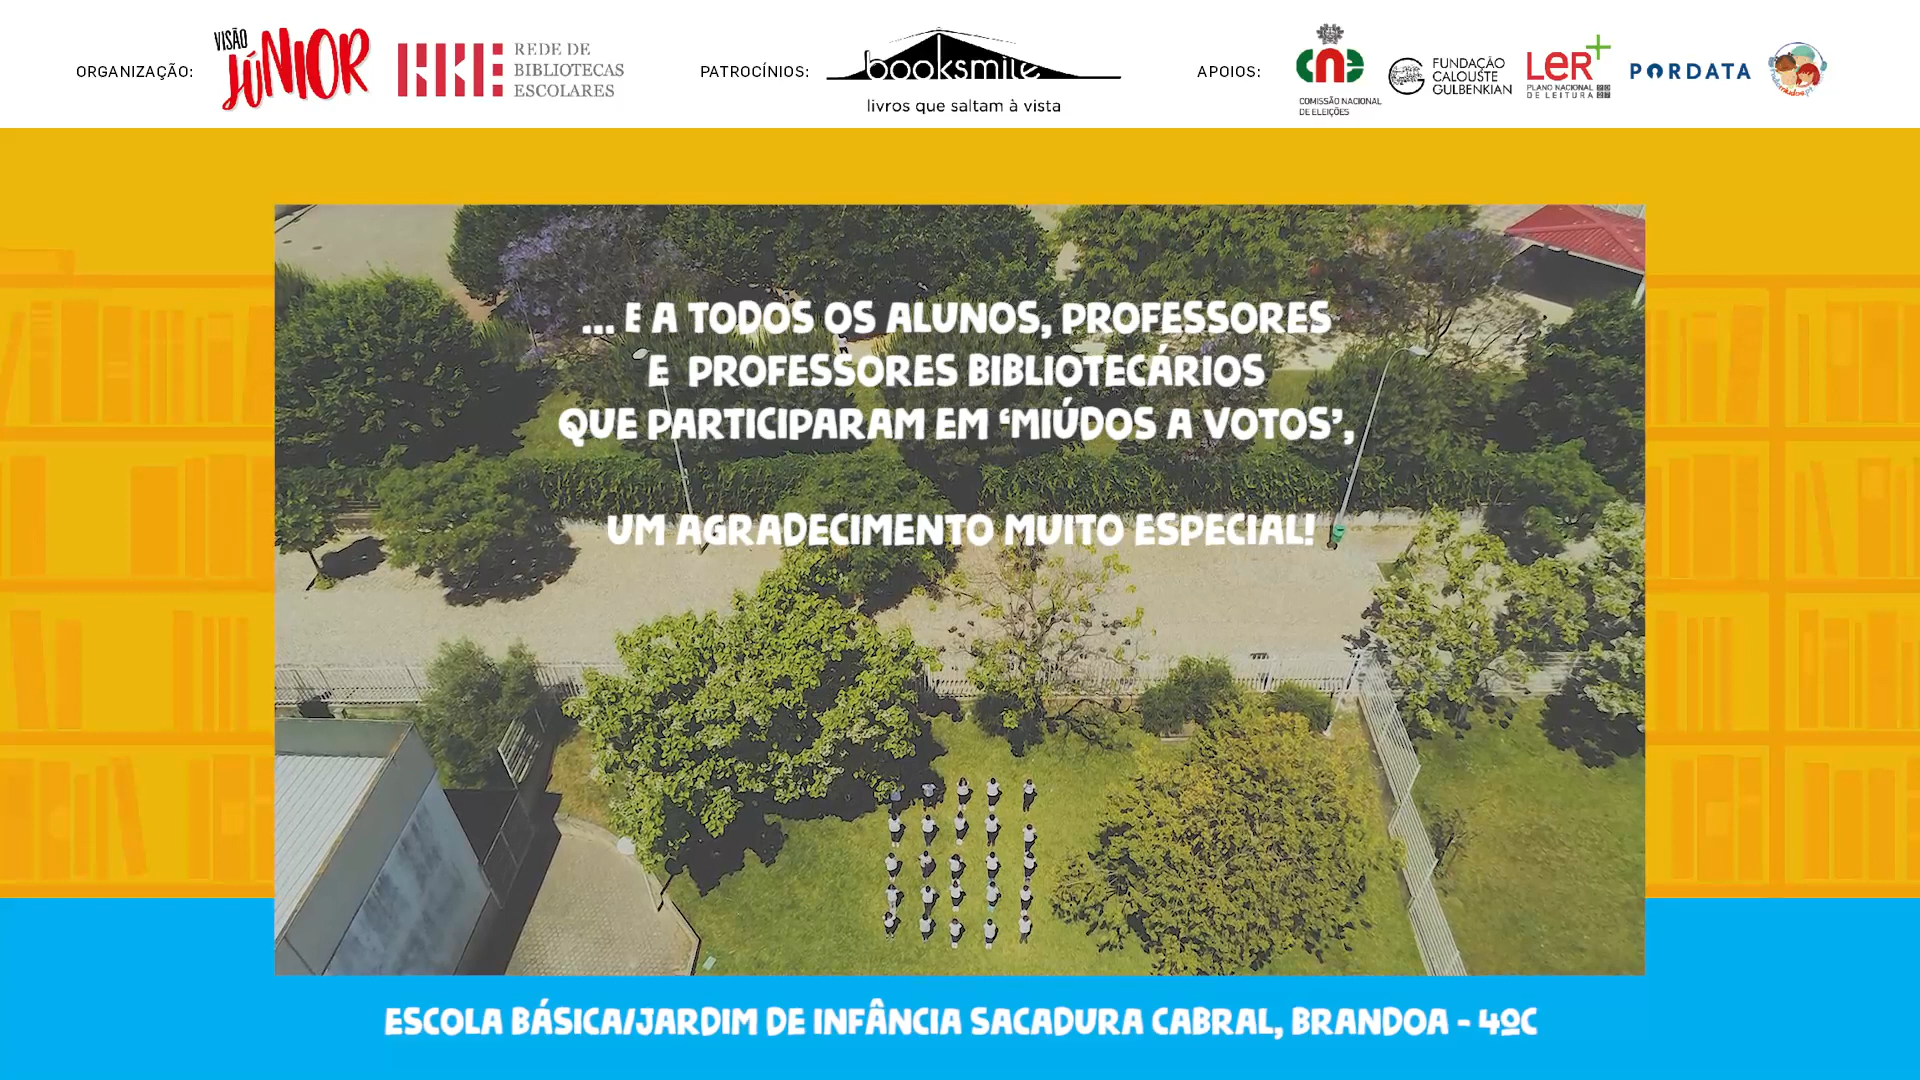 ORGANIZAÇÃO:
VISÃO
JÚNIOR
REDE DE
BIBLIOTECAS
ESCOLARES
PATROCÍNIOS:
booksmile
livros que saltam à vista
APOIOS:
cne
COMISSÃO NACIONAL
DE ELEIÇÕES
FUNDAÇÃO
CALOUSTE
GULBENKIAN
LER+
PLANO NACIONAL
DE LEITURA
PORDATA
... E A TODOS OS ALUNOS, PROFESSORES
E PROFESSORES BIBLIOTECÁRIOS
QUE PARTICIPARAM EM ‘MIÚDOS A VOTOS’,
UM AGRADECIMENTO MUITO ESPECIAL!
ESCOLA BÁSICA/JARDIM DE INFÂNCIA SACADURA CABRAL, BRANDOA - 4ºC